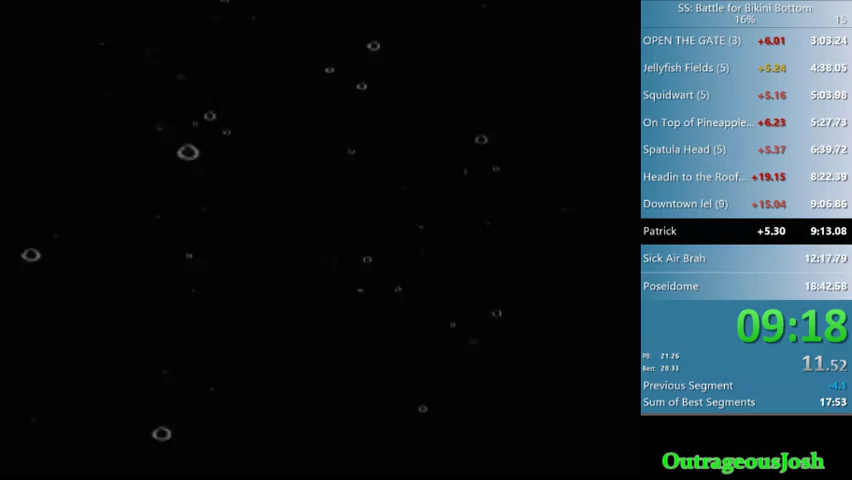 SS: Battle for Bikini Bottom
16% 15
OPEN THE GATE (3) +6.01 3:03.24
Jellyfish Fields (5) +5.24 4:38.05
Squidwart (5) +5.16 5:03.98
On Top of Pineapple... +6.23 5:27.73
Spatula Head (5) +5.37 6:39.72
Headin to the Roof... +19.15 8:22.39
Downtown lel (9) +15.04 9:06.86
Patrick +5.30 9:13.08
Sick Air Brah 12:17.79
Poseidome 18:42.58
09:18
PB: 21.26 11.52
Best: 20.33
Previous Segment -4.1
Sum of Best Segments 17:53
OutrageousJosh